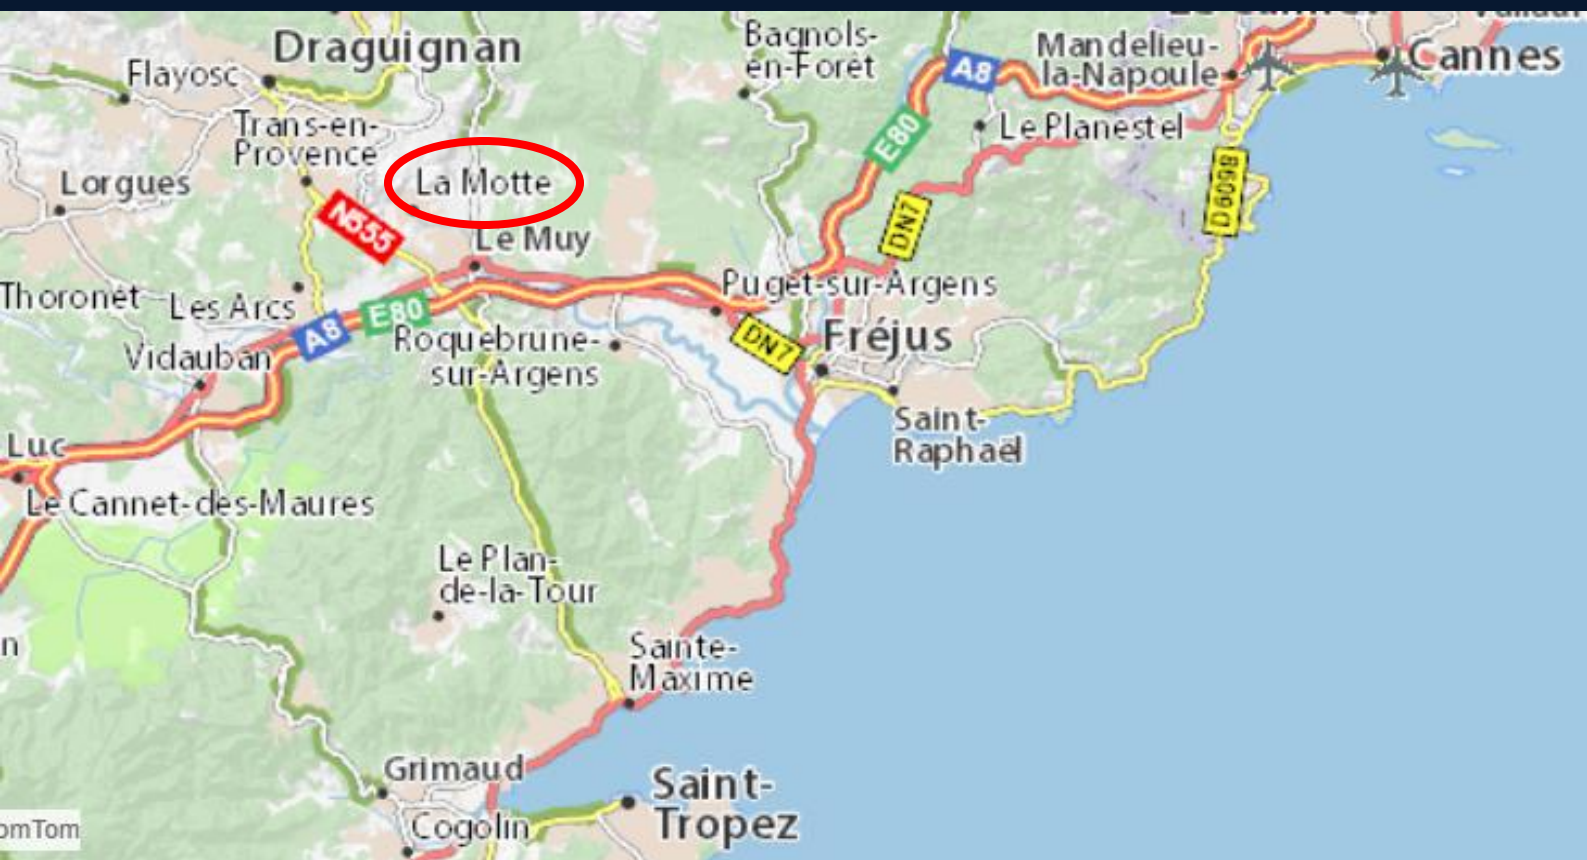 Draguignan
Bagnols-
en-Forêt
Mandelieu-
la-Napoule
Cannes
Flayosc
A8
Trans-en-
Provence
E80
Le Planestel
Lorgues
La Motte
D6098
N555
DN7
Le Muy
Thoronet
Les Arcs
Puget-sur-Argens
A8
E80
Roquebrune-
sur-Argens
DN7
Fréjus
Vidauban
Saint-
Raphaël
Luc
Le Cannet-des-Maures
Le Plan-
de-la-Tour
n
Sainte-
Maxime
Grimaud
Saint-
Tropez
Cogolin
omTom